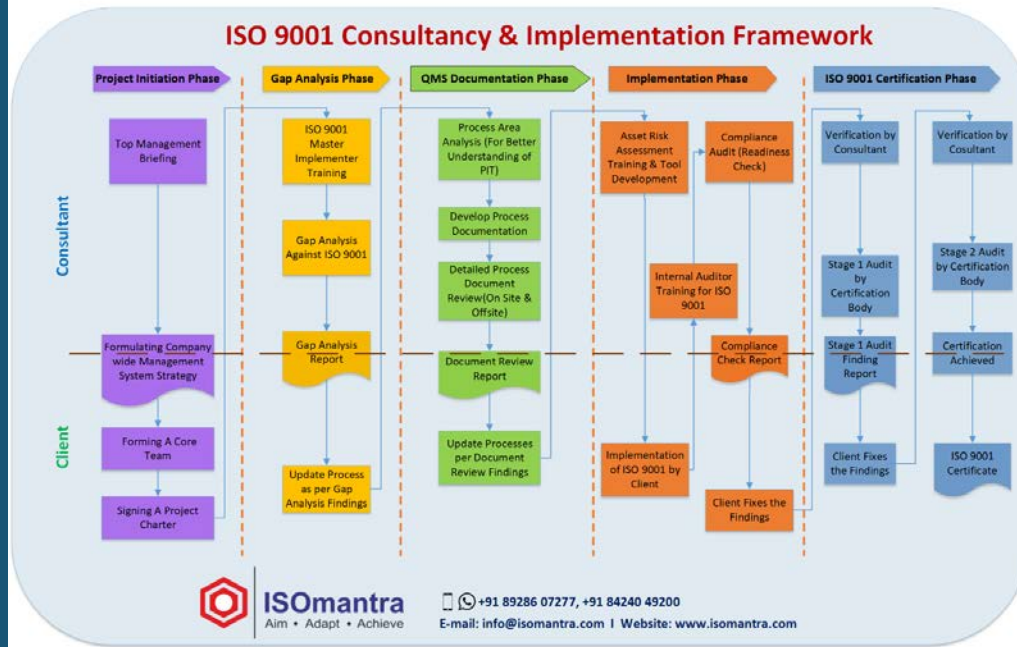 ISO 9001 Consultancy & Implementation Framework
Project Initiation Phase
Gap Analysis Phase
QMS Documentation Phase
Implementation Phase
ISO 9001 Certification Phase
Consultant
Client
Top Management
Briefing
Formulating Company
wide Management
System Strategy
Forming A Core
Team
Signing A Project
Charter
ISO 9001
Master
Implementer
Training
Gap Analysis
Against ISO 9001
Gap Analysis
Report
Update Process
as per Gap
Analysis Findings
Process Area
Analysis (For Better
Understanding of
PIT)
Develop Process
Documentation
Detailed Process
Document
Review(On Site &
Offsite)
Document Review
Report
Update Processes
per Document
Review Findings
Asset Risk
Assessment
Training & Tool
Development
Implementation
of ISO 9001 by
Client
Internal Auditor
Training for ISO
9001
Compliance
Audit (Readiness
Check)
Compliance
Check Report
Client Fixes the
Findings
Verification by
Consultant
Stage 1 Audit
by
Certification
Body
Stage 1 Audit
Finding
Report
Client Fixes
the Findings
Verification by
Cosultant
Stage 2 Audit
by Certification
Body
Certification
Achieved
ISO 9001
Certificate
ISOmantra
Aim • Adapt • Achieve
+91 89286 07277, +91 84240 49200
E-mail: info@isomantra.com I Website: www.isomantra.com